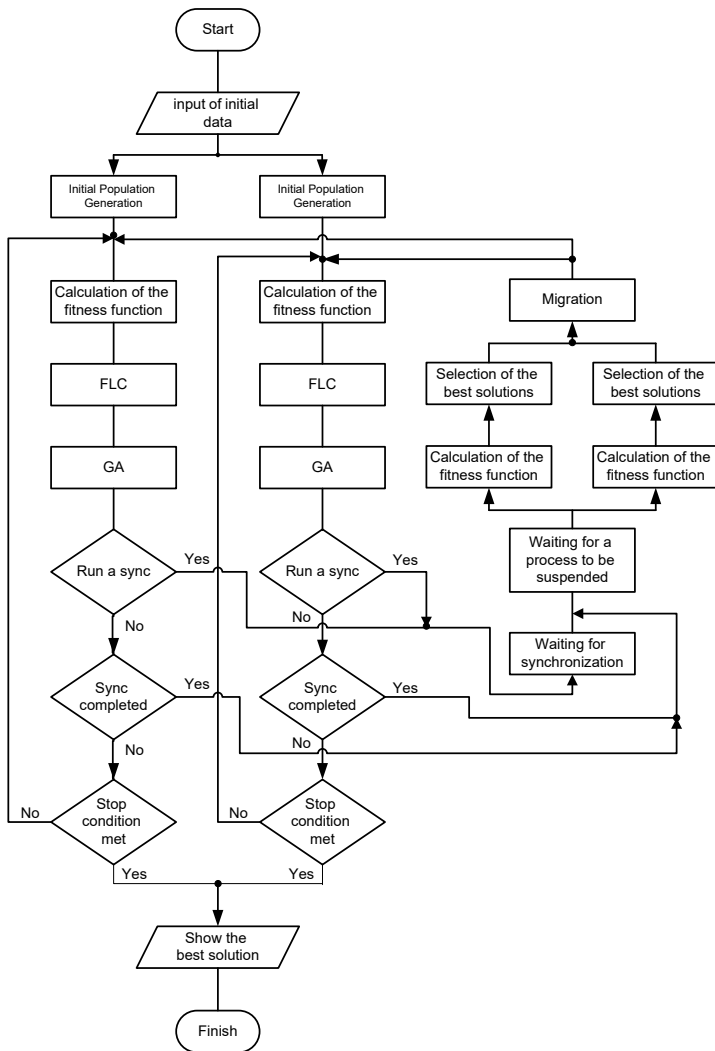 Start
input of initial
data
Initial Population
Generation
Initial Population
Generation
Calculation of the
fitness function
Calculation of the
fitness function
Migration
FLC
FLC
Selection of the
best solutions
Selection of the
best solutions
GA
GA
Calculation of the
fitness function
Calculation of the
fitness function
Run a sync
Yes
Run a sync
Yes
Waiting for a
process to be
suspended
No
No
Waiting for
synchronization
Sync
completed
Yes
Sync
completed
Yes
No
No
No
Stop
condition
met
No
Stop
condition
met
Yes
Yes
Show the
best solution
Finish